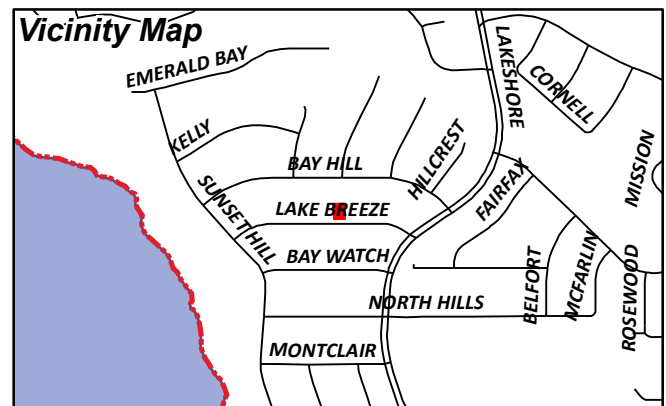 Vicinity Map
EMERALD BAY
LAKESHORE
CORNELL
KELLY
BAY HILL
HILLCREST
FAIRFAX
MISSION
SUNSET HILL
LAKE BREEZE
BAY WATCH
BELFORT
MCFARLIN
ROSEWOOD
NORTH HILLS
MONTCLAIR